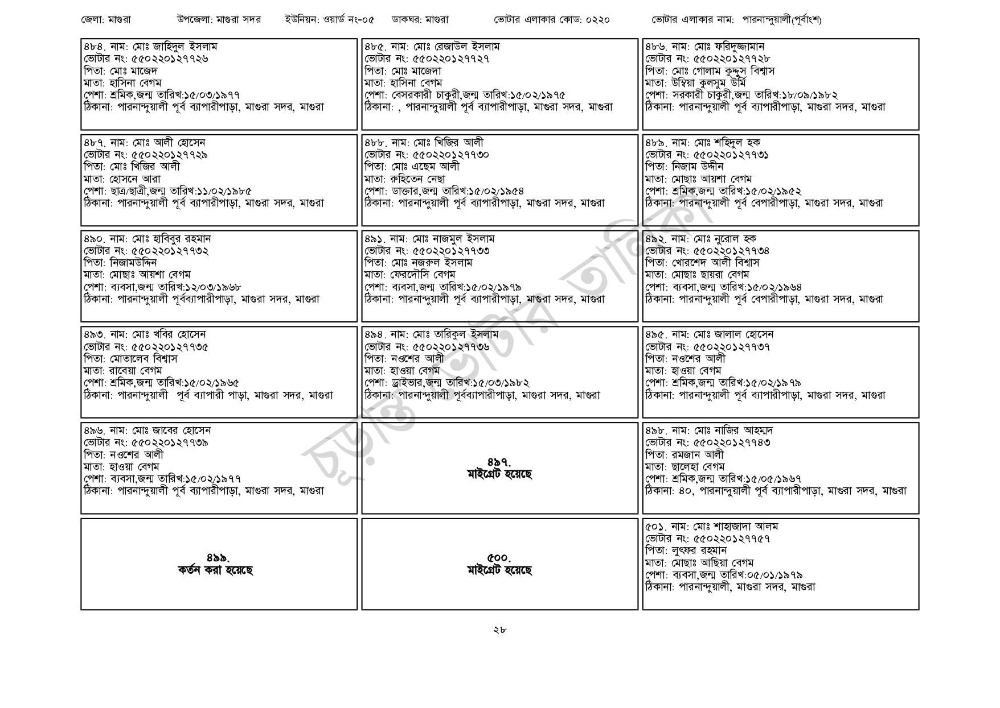 জেলা: মাগুরা উপজেলা: মাগুরা সদর ইউনিয়ন: ওয়ার্ড নং-০৫ ডাকঘর: মাগুরা ভোটার এলাকার কোড: ০২২০ ভোটার এলাকার নাম: পারনান্দুয়ালী(পূর্বাংশ)
৪৮৪. নাম: মোঃ জাহিদুল ইসলাম
ভোটার নং: ৫৫০২২০১২৭৭২৬
পিতা: মোঃ মাজেদ
মাতা: হাসিনা বেগম
পেশা: শ্রমিক,জন্ম তারিখ:১৫/০৩/১৯৭৭
ঠিকানা: পারনান্দুয়ালী পূর্ব ব্যাপারীপাড়া, মাগুরা সদর, মাগুরা
৪৮৫. নাম: মোঃ রেজাউল ইসলাম
ভোটার নং: ৫৫০২২০১২৭৭২৭
পিতা: মোঃ মাজেদা
মাতা: হাসিনা বেগম
পেশা: বেসরকারী চাকুরী,জন্ম তারিখ:১৫/০২/১৯৭৫
ঠিকানা: , পারনান্দুয়ালী পূর্ব ব্যাপারীপাড়া, মাগুরা সদর, মাগুরা
৪৮৬. নাম: মোঃ ফরিদুজ্জামান
ভোটার নং: ৫৫০২২০১২৭৭২৮
পিতা: মোঃ গোলাম কুদ্দুস বিশ্বাস
মাতা: উম্বিয়া কুলসুম উর্মি
পেশা: সরকারী চাকুরী,জন্ম তারিখ:১৮/০৯/১৯৮২
ঠিকানা: পারনান্দুয়ালী পূর্ব ব্যাপারীপাড়া, মাগুরা সদর, মাগুরা
৪৮৭. নাম: মোঃ আলী হোসেন
ভোটার নং: ৫৫০২২০১২৭৭২৯
পিতা: মোঃ খিজির আলী
মাতা: হোসনে আরা
পেশা: ছাত্র/ছাত্রী,জন্ম তারিখ:১১/০২/১৯৮৫
ঠিকানা: পারনান্দুয়ালী পূর্ব ব্যাপারীপাড়া, মাগুরা সদর, মাগুরা
৪৮৮. নাম: মোঃ খিজির আলী
ভোটার নং: ৫৫০২২০১২৭৭৩০
পিতা: মোঃ এছেম আলী
মাতা: রুহিতেন নেছা
পেশা: ডাক্তার,জন্ম তারিখ:১৫/০২/১৯৫৪
ঠিকানা: পারনান্দুয়ালী পূর্ব ব্যাপারীপাড়া, মাগুরা সদর, মাগুরা
৪৮৯. নাম: মোঃ শহিদুল হক
ভোটার নং: ৫৫০২২০১২৭৭৩১
পিতা: নিজাম উদ্দীন
মাতা: মোছাঃ আয়শা বেগম
পেশা: শ্রমিক,জন্ম তারিখ:১৫/০২/১৯৫২
ঠিকানা: পারনান্দুয়ালী পূর্ব বেপারীপাড়া, মাগুরা সদর, মাগুরা
৪৯০. নাম: মোঃ হাবিবুর রহমান
ভোটার নং: ৫৫০২২০১২৭৭৩২
পিতা: নিজামউদ্দিন
মাতা: মোছাঃ আয়শা বেগম
পেশা: ব্যবসা,জন্ম তারিখ:১২/০৩/১৯৬৮
ঠিকানা: পারনান্দুয়ালী পূর্বব্যাপারীপাড়া, মাগুরা সদর, মাগুরা
৪৯১. নাম: মোঃ নাজমুল ইসলাম
ভোটার নং: ৫৫০২২০১২৭৭৩৩
পিতা: মোঃ নজরুল ইসলাম
মাতা: ফেরদৌসি বেগম
পেশা: ব্যবসা,জন্ম তারিখ:১৫/০২/১৯৭৯
ঠিকানা: পারনান্দুয়ালী পূর্ব ব্যাপারীপাড়া, মাগুরা সদর, মাগুরা
৪৯২. নাম: মোঃ নুরোল হক
ভোটার নং: ৫৫০২২০১২৭৭৩৪
পিতা: খোরশেদ আলী বিশ্বাস
মাতা: মোছাঃ ছায়রা বেগম
পেশা: ব্যবসা,জন্ম তারিখ:১৫/০২/১৯৬৪
ঠিকানা: পারনান্দুয়ালী পূর্ব বেপারীপাড়া, মাগুরা সদর, মাগুরা
৪৯৩. নাম: মোঃ খবির হোসেন
ভোটার নং: ৫৫০২২০১২৭৭৩৫
পিতা: মোতালেব বিশ্বাস
মাতা: রাবেয়া বেগম
পেশা: শ্রমিক,জন্ম তারিখ:১৫/০২/১৯৬৫
ঠিকানা: পারনান্দুয়ালী পূর্ব ব্যাপারী পাড়া, মাগুরা সদর, মাগুরা
৪৯৪. নাম: মোঃ তারিকুল ইসলাম
ভোটার নং: ৫৫০২২০১২৭৭৩৬
পিতা: নওশের আলী
মাতা: হাওয়া বেগম
পেশা: ড্রাইভার,জন্ম তারিখ:১৫/০৩/১৯৮২
ঠিকানা: পারনান্দুয়ালী পূর্বব্যাপারীপাড়া, মাগুরা সদর, মাগুরা
৪৯৫. নাম: মোঃ জালাল হোসেন
ভোটার নং: ৫৫০২২০১২৭৭৩৭
পিতা: নওশের আলী
মাতা: হাওয়া বেগম
পেশা: শ্রমিক,জন্ম তারিখ:১৫/০২/১৯৭৯
ঠিকানা: পারনান্দুয়ালী পূর্ব ব্যাপারীপাড়া, মাগুরা সদর, মাগুরা
৪৯৬. নাম: মোঃ জাবের হোসেন
ভোটার নং: ৫৫০২২০১২৭৭৩৯
পিতা: নওশের আলী
মাতা: হাওয়া বেগম
পেশা: ব্যবসা,জন্ম তারিখ:১৫/০২/১৯৭৭
ঠিকানা: পারনান্দুয়ালী পূর্ব ব্যাপারীপাড়া, মাগুরা সদর, মাগুরা
৪৯৭.
মাইগ্রেট হয়েছে
৪৯৮. নাম: মোঃ নাজির আহম্মদ
ভোটার নং: ৫৫০২২০১২৭৭৪৩
পিতা: রমজান আলী
মাতা: ছালেহা বেগম
পেশা: শ্রমিক,জন্ম তারিখ:১৫/০৫/১৯৬৭
ঠিকানা: ৪০, পারনান্দুয়ালী পূর্ব ব্যাপারীপাড়া, মাগুরা সদর, মাগুরা
৪৯৯.
কর্তন করা হয়েছে
৫০০.
মাইগ্রেট হয়েছে
৫০১. নাম: মোঃ শাহাজাদা আলম
ভোটার নং: ৫৫০২২০১২৭৭৫৭
পিতা: লুৎফর রহমান
মাতা: মোছাঃ আছিয়া বেগম
পেশা: ব্যবসা,জন্ম তারিখ:০৫/০১/১৯৭৯
ঠিকানা: পারনান্দুয়ালী, মাগুরা সদর, মাগুরা
চূড়ান্ত ভোটার তালিকা
২৮